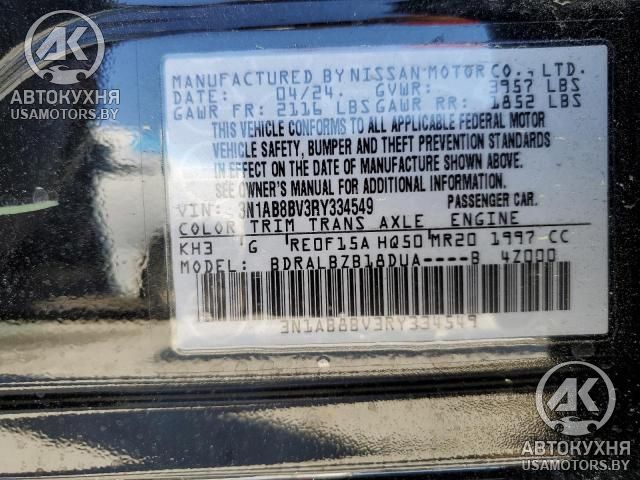 AK
АВТОКУХНЯ
USAMOTORS.BY
MANUFACTURED BY NISSAN MOTOR CO., LTD.
DATE: 04/24 GVWR: 3957 LBS
GAWR FR: 2116 LBS GAWR RR: 1852 LBS
THIS VEHICLE CONFORMS TO ALL APPLICABLE FEDERAL MOTOR
VEHICLE SAFETY, BUMPER AND THEFT PREVENTION STANDARDS
IN EFFECT ON THE DATE OF MANUFACTURE SHOWN ABOVE.
SEE OWNER'S MANUAL FOR ADDITIONAL INFORMATION.
VIN: 3N1AB8BV3RY334549 PASSENGER CAR.
COLOR TRIM TRANS AXLE ENGINE
KH3 G RE0F15A HQ50 MR20 1997-CC
MODEL: BDRALBZB18DUA----B 4Z000
3N1AB8BV3RY334549
AK
АВТОКУХНЯ
USAMOTORS.BY